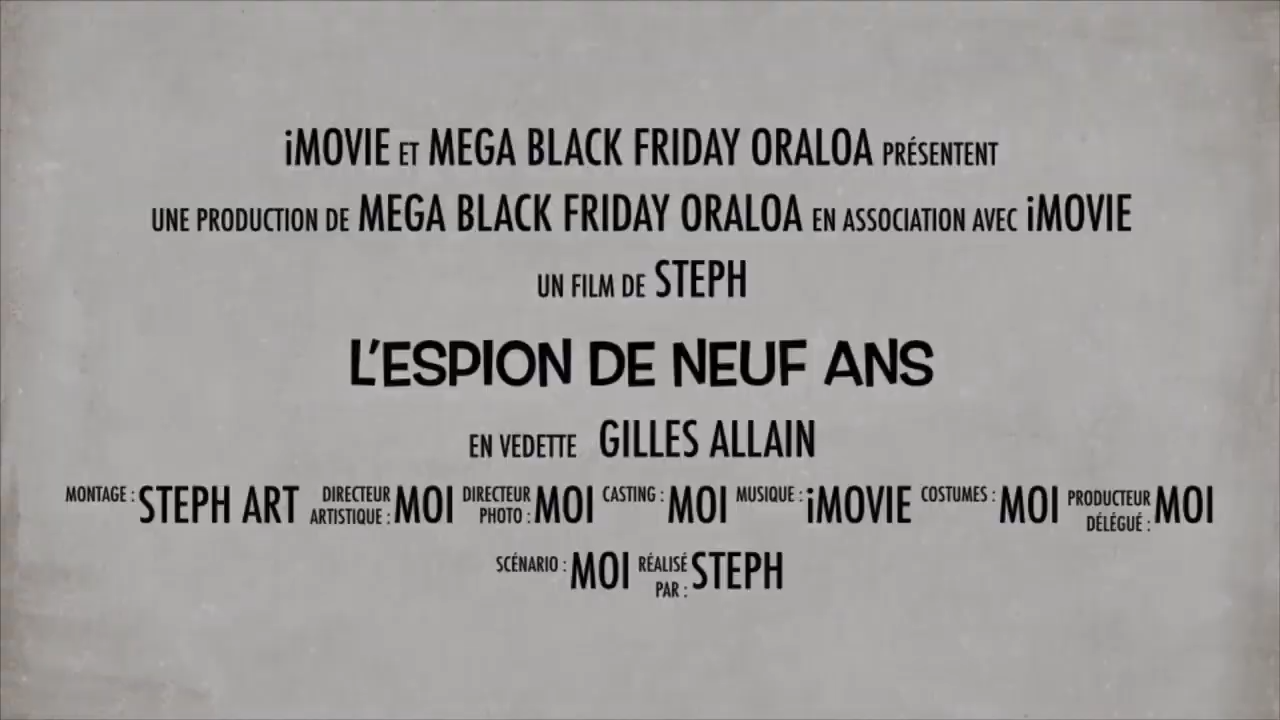 iMOVIE ET MEGA BLACK FRIDAY ORALOA PRÉSENTENT
UNE PRODUCTION DE MEGA BLACK FRIDAY ORALOA EN ASSOCIATION AVEC iMOVIE
UN FILM DE STEPH
L'ESPION DE NEUF ANS
EN VEDETTE GILLES ALLAIN
MONTAGE : STEPH ART DIRECTEUR ARTISTIQUE : MOI DIRECTEUR PHOTO : MOI CASTING : MOI MUSIQUE : iMOVIE COSTUMES : MOI PRODUCTEUR DÉLÉGUÉ : MOI
SCÉNARIO : MOI RÉALISÉ PAR : STEPH